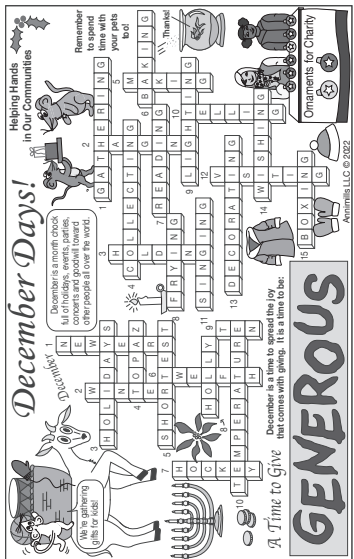 December Days!
Helping Hands
in Our Communities
We're gathering
gifts for kids!
December is a month chock
full of holidays, events, parties,
concerts and goodwill toward
other people all over the world.
Remember
to spend
time with
your pets
too!
Thanks!
December
HOLIDAYS
TOPAZ
SHORTEST
HOCKEY
HOLLY
TEMPERATURE
GATHERING
COLLECTING
MAKING
BAKING
READING
FRYING
LIGHTING
SINGING
DECORATING
WISHING
BOXING
A Time to Give
December is a time to spread the joy
that comes with giving. It is a time to be:
GENEROUS
Ornaments for Charity
Annimills LLC © 2022